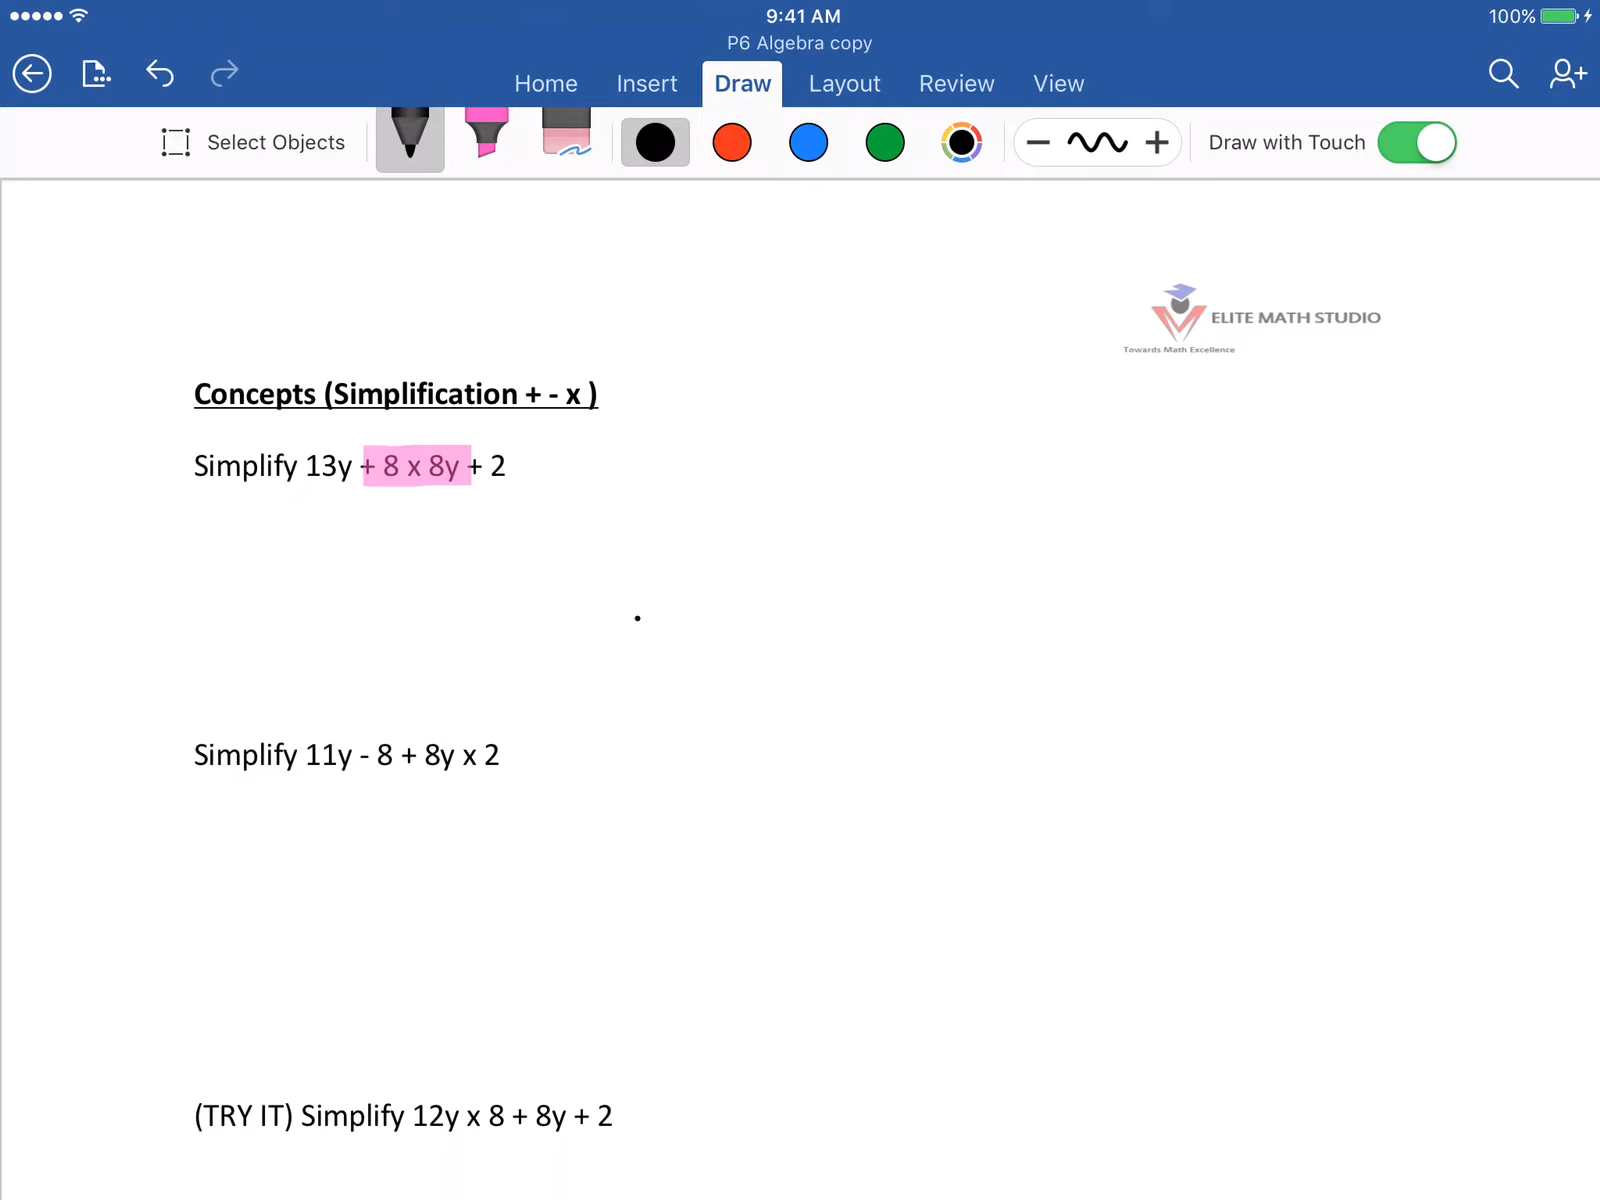 9:41 AM
100%
P6 Algebra copy
Home Insert Draw Layout Review View
Select Objects
Draw with Touch
ELITE MATH STUDIO
Towards Math Excellence
Concepts (Simplification + - x )
Simplify 13y + 8 x 8y + 2
Simplify 11y - 8 + 8y x 2
(TRY IT) Simplify 12y x 8 + 8y + 2